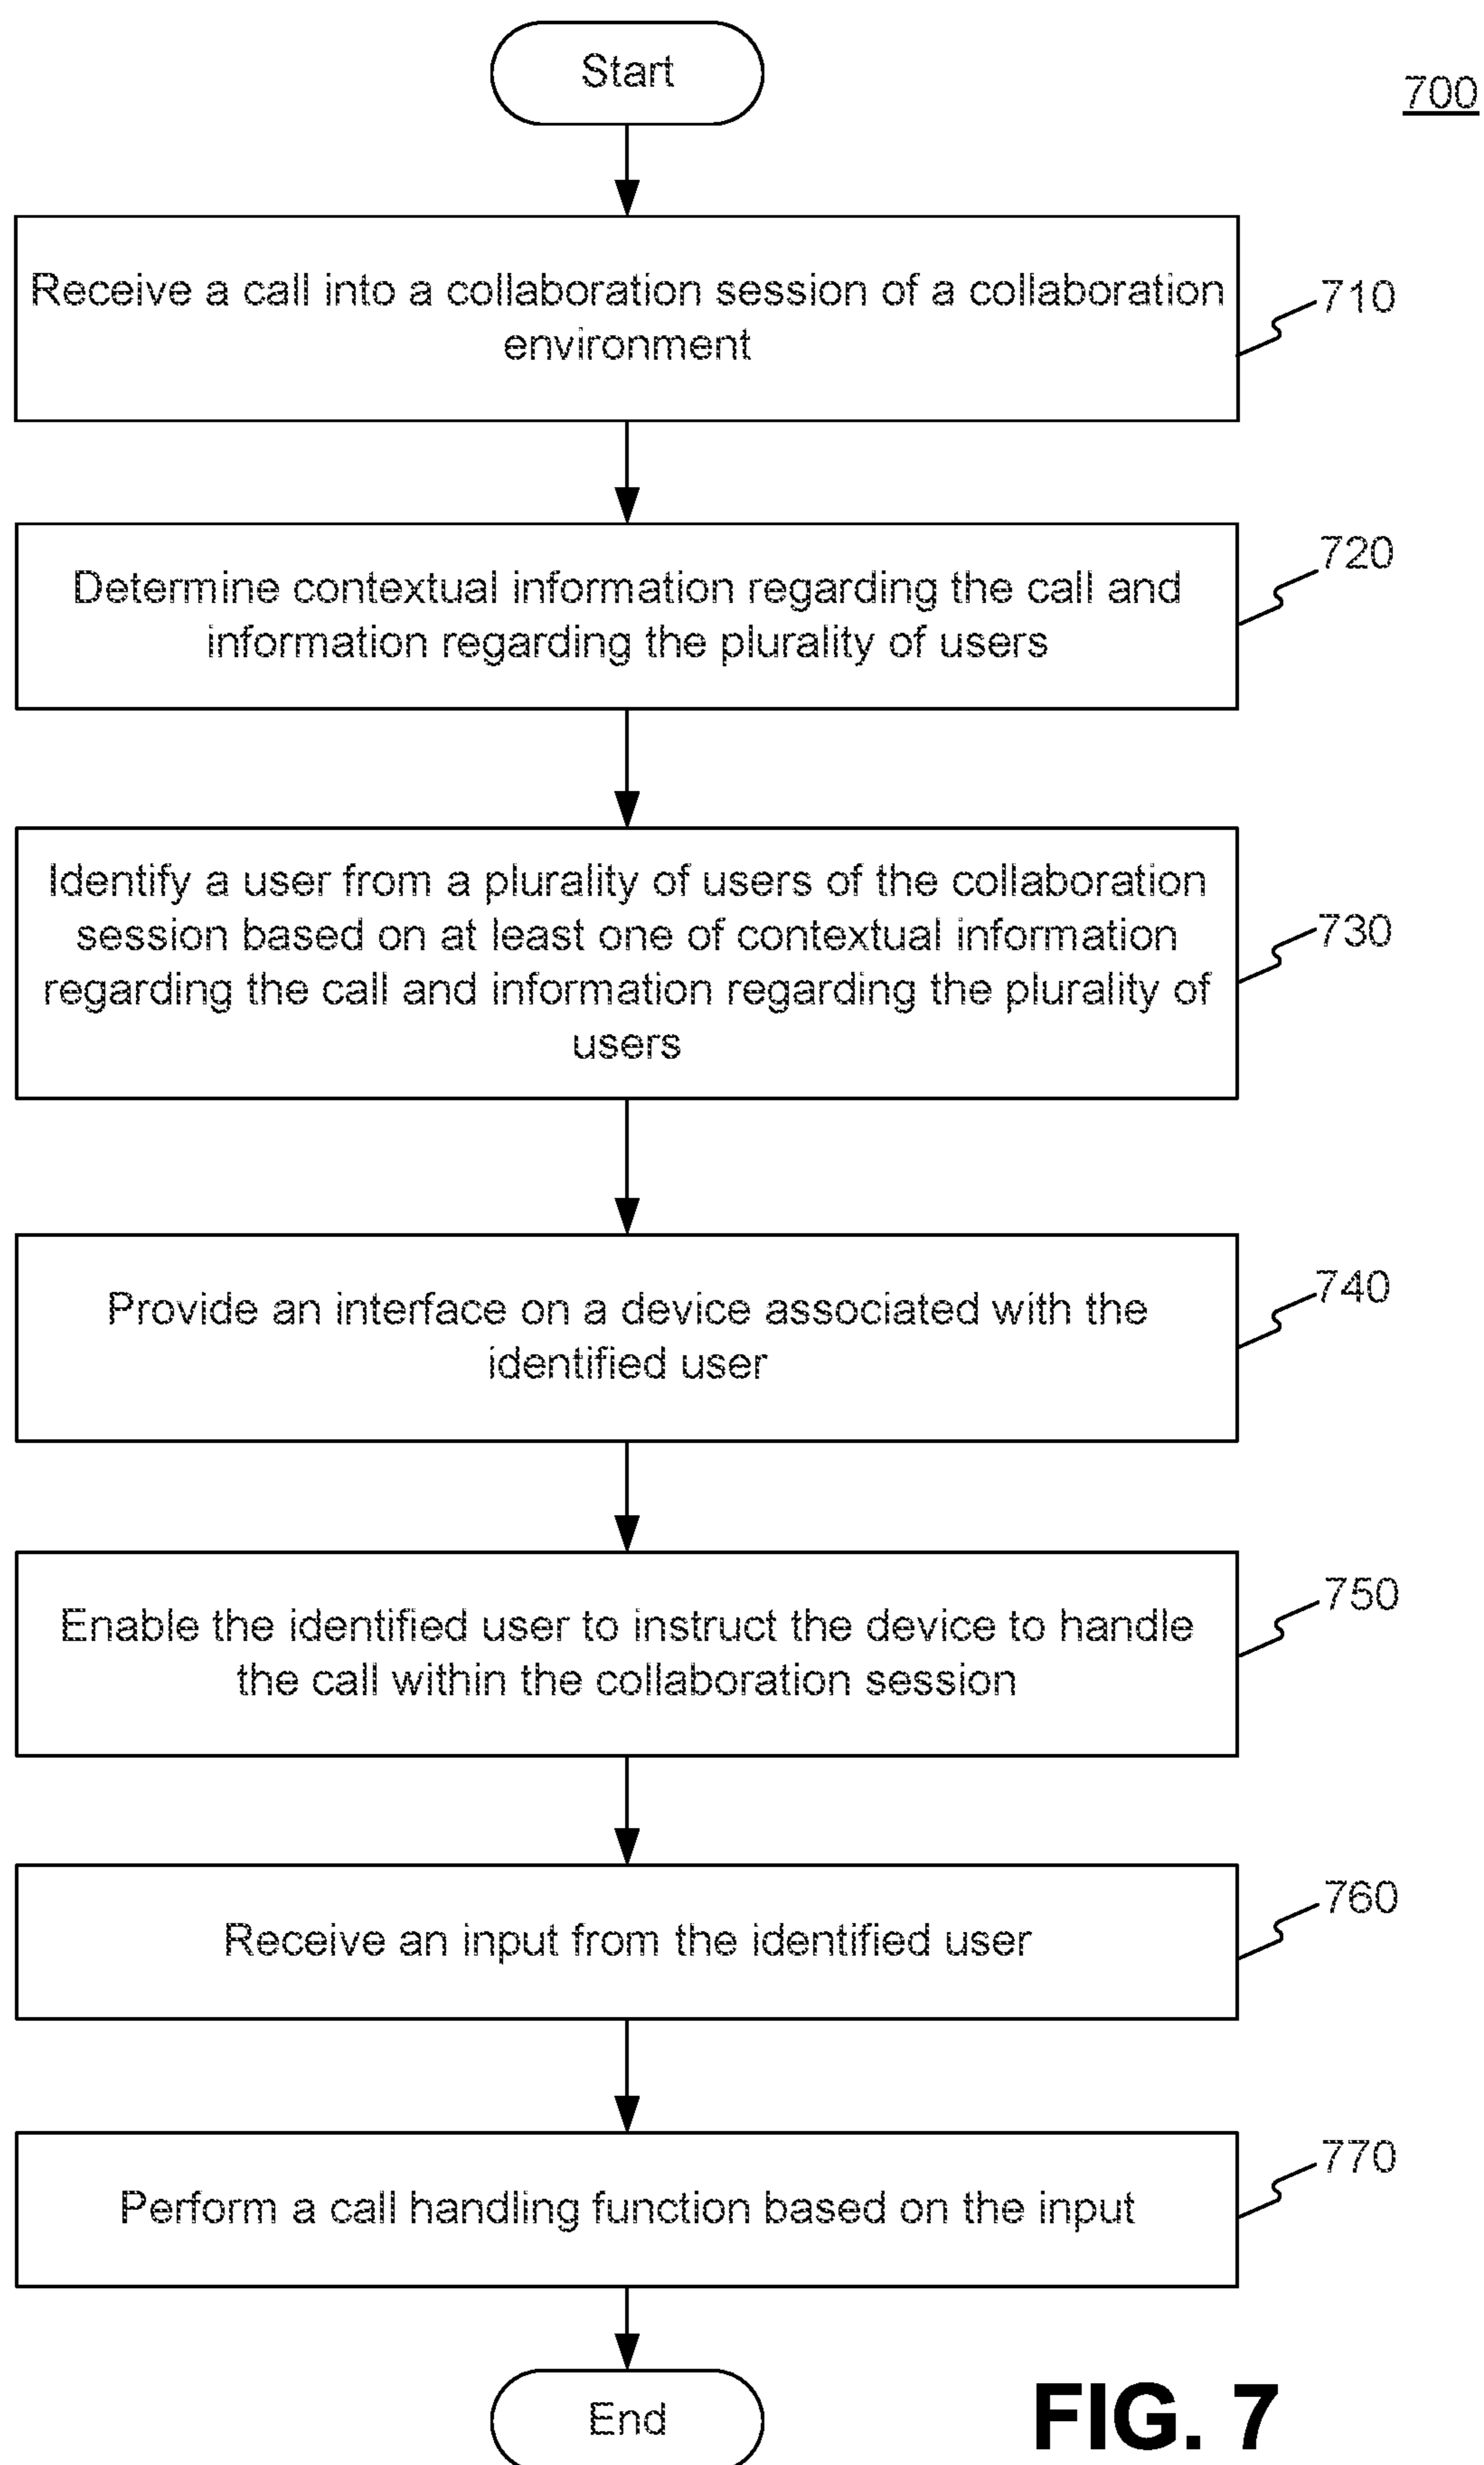 Start
700
Receive a call into a collaboration session of a collaboration
environment
710
Determine contextual information regarding the call and
information regarding the plurality of users
720
Identify a user from a plurality of users of the collaboration
session based on at least one of contextual information
regarding the call and information regarding the plurality of
users
730
Provide an interface on a device associated with the
identified user
740
Enable the identified user to instruct the device to handle
the call within the collaboration session
750
Receive an input from the identified user
760
Perform a call handling function based on the input
770
End
FIG. 7